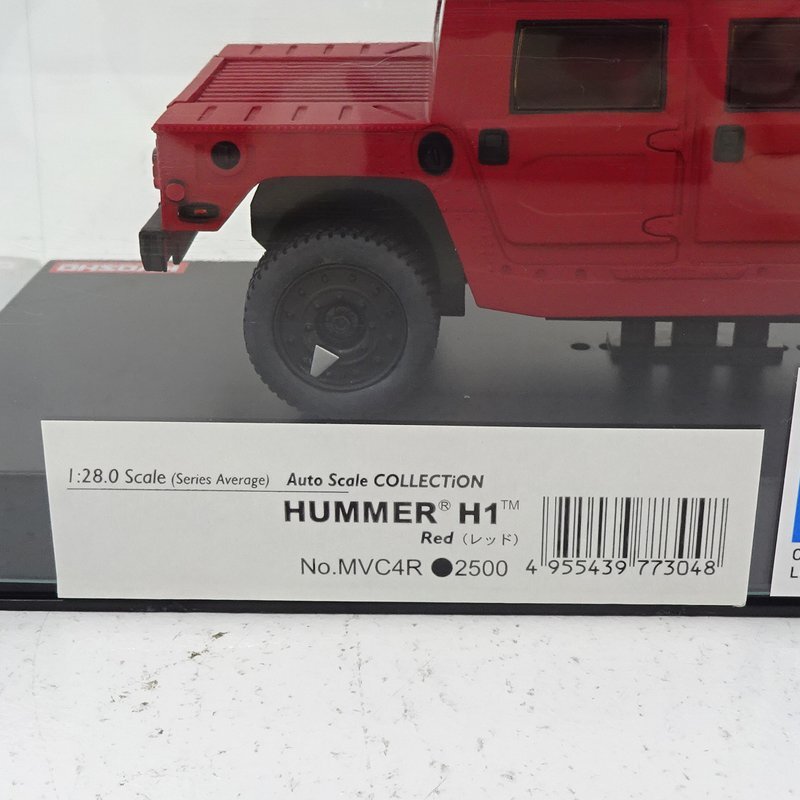 1:28.0 Scale (Series Average) Auto Scale COLLECTiON
HUMMER® H1™
Red (レッド)
No.MVC4R ●2500
4 955439 773048